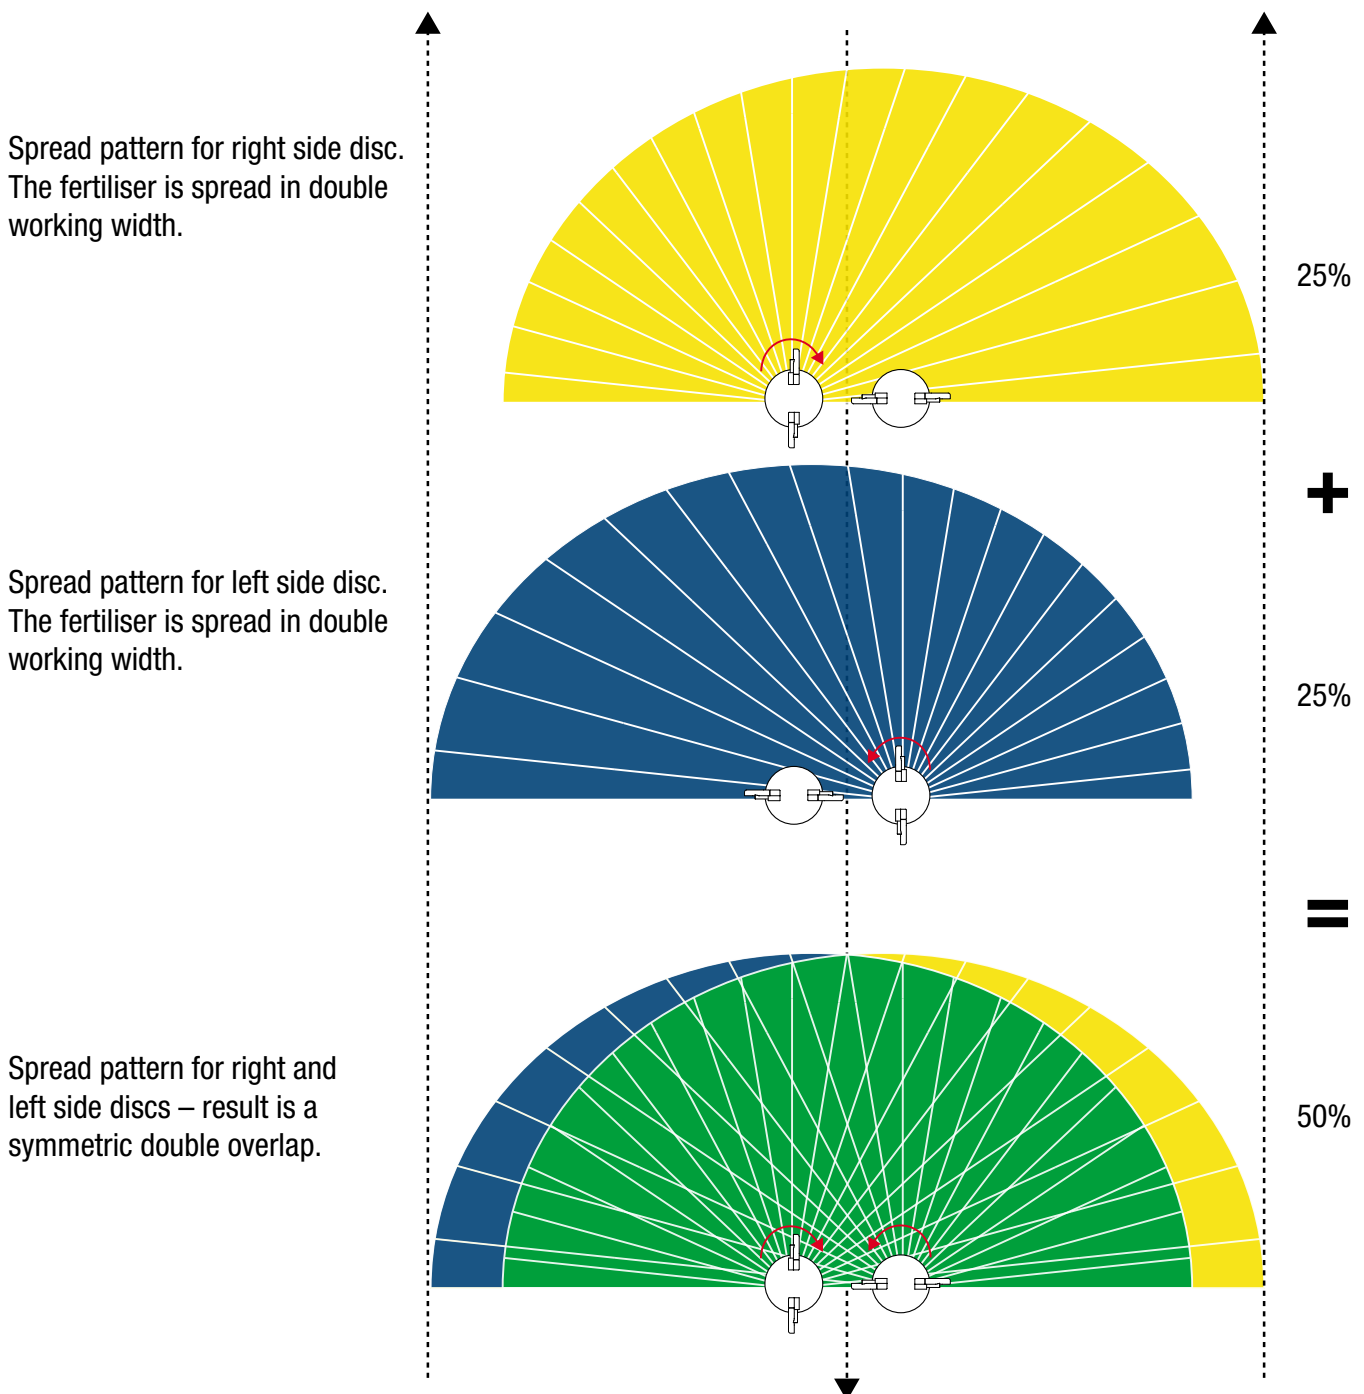 Spread pattern for right side disc.
The fertiliser is spread in double
working width.
25%
+
Spread pattern for left side disc.
The fertiliser is spread in double
working width.
25%
=
Spread pattern for right and
left side discs – result is a
symmetric double overlap.
50%